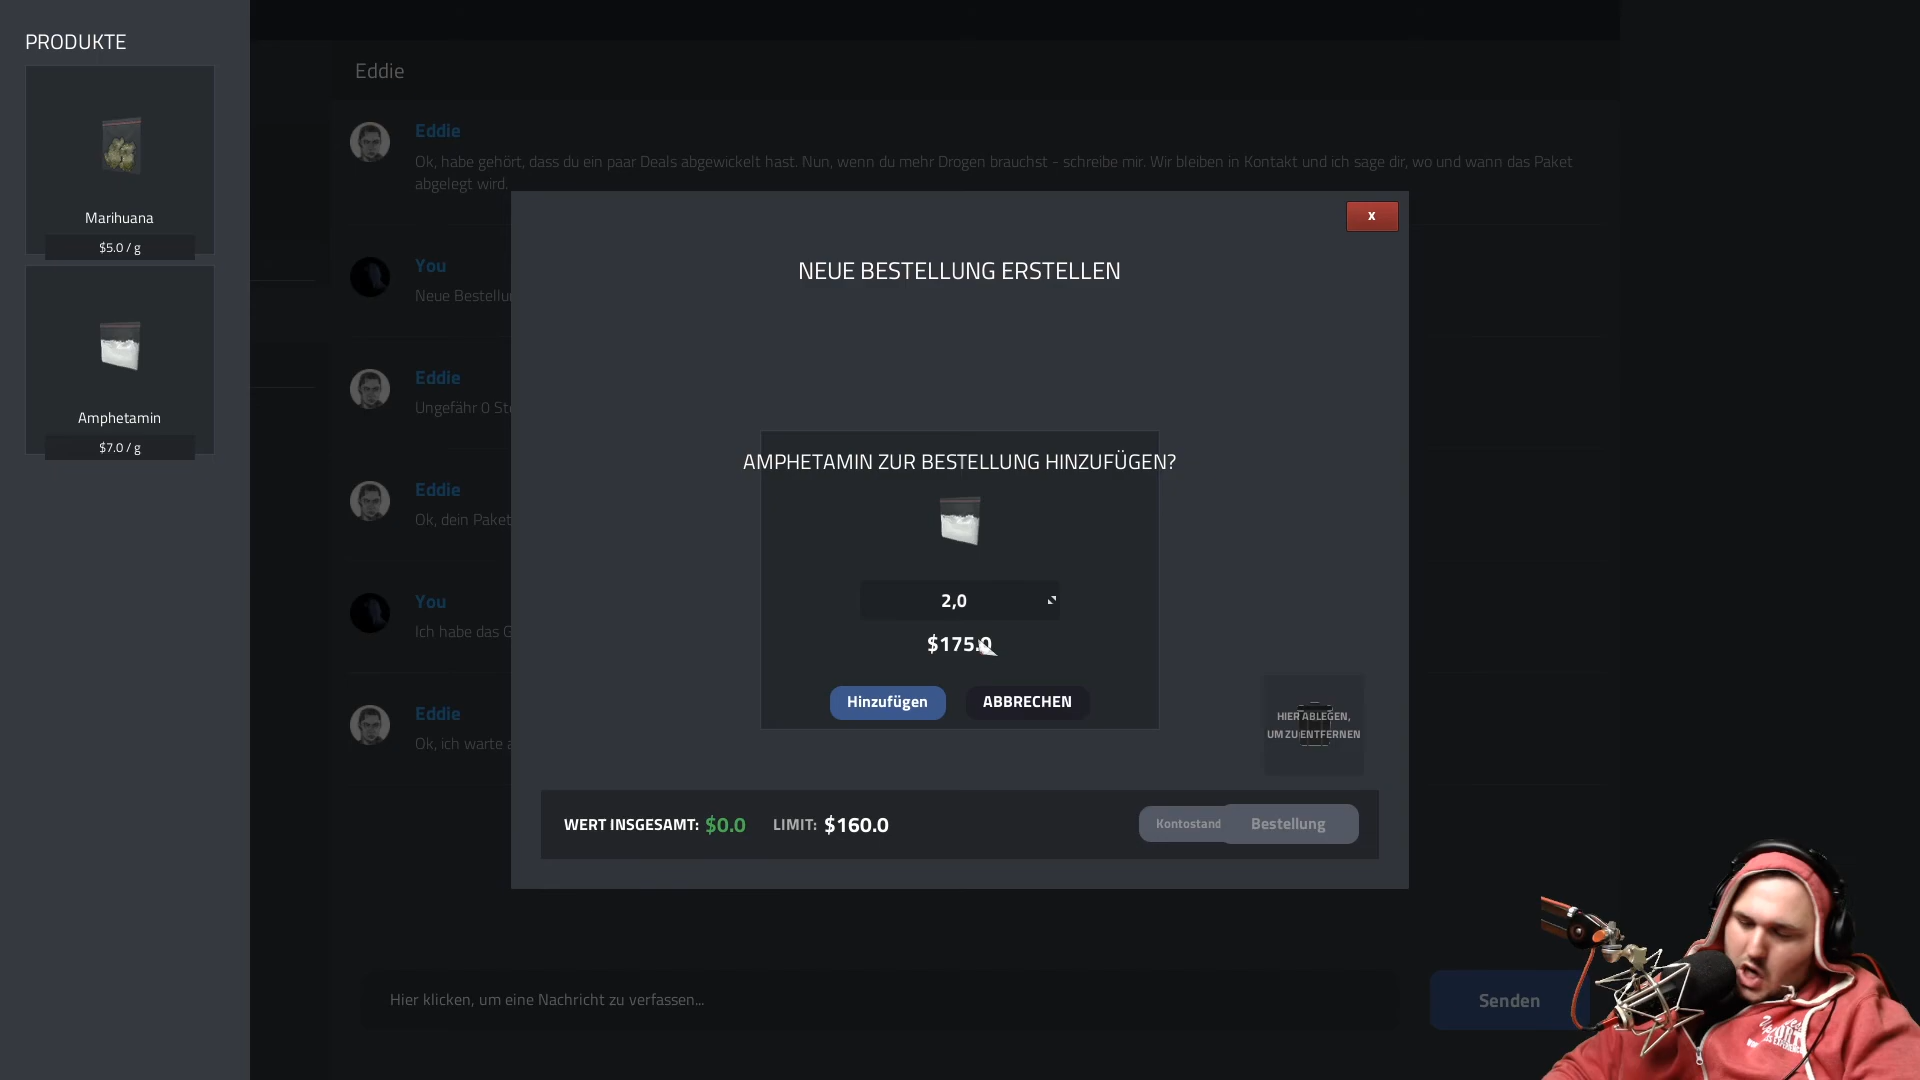 PRODUKTE
Marihuana
$5.0 / g
Amphetamin
$7.0 / g
Eddie
Eddie
Ok, habe gehört, dass du ein paar Deals abgewickelt hast. Nun, wenn du mehr Drogen brauchst - schreibe mir. Wir bleiben in Kontakt und ich sage dir, wo und wann das Paket
abgelegt wird.
You
Eddie
Ungefähr 0
Eddie
Ok, dein Paket
You
Ich habe das
Eddie
Ok, ich warte
x
NEUE BESTELLUNG ERSTELLEN
AMPHETAMIN ZUR BESTELLUNG HINZUFÜGEN?
2,0
$175.0
Hinzufügen
ABBRECHEN
HIER ABLEGEN,
UM ZU ENTFERNEN
WERT INSGESAMT: $0.0
LIMIT: $160.0
Kontostand
Bestellung
Hier klicken, um eine Nachricht zu verfassen...
Senden